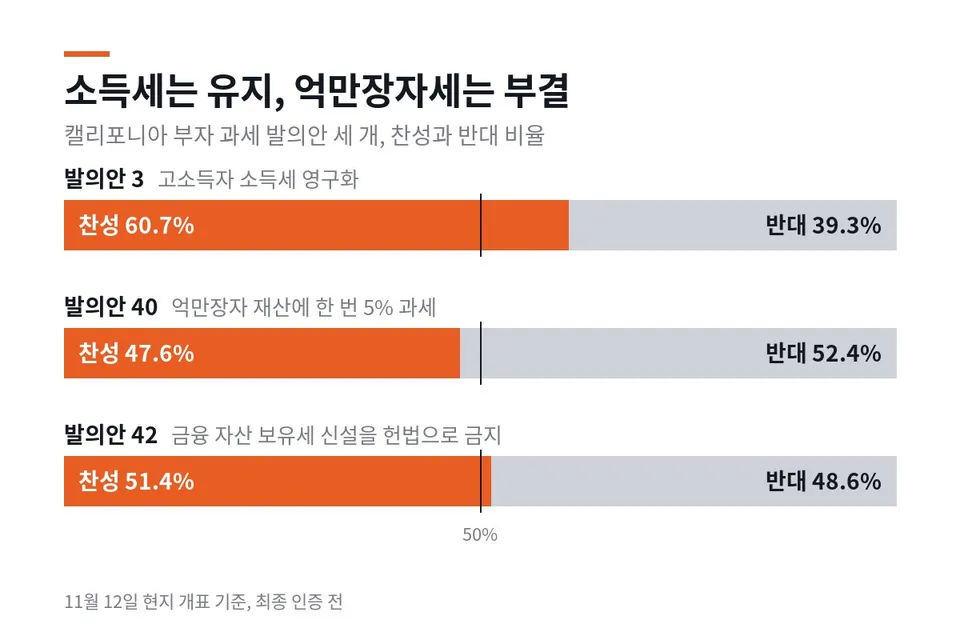 소득세는 유지, 억만장자세는 부결
캘리포니아 부자 과세 발의안 세 개, 찬성과 반대 비율
발의안 3 고소득자 소득세 영구화
찬성 60.7% 반대 39.3%
발의안 40 억만장자 재산에 한 번 5% 과세
찬성 47.6% 반대 52.4%
발의안 42 금융 자산 보유세 신설을 헌법으로 금지
찬성 51.4% 반대 48.6%
50%
11월 12일 현지 개표 기준, 최종 인증 전